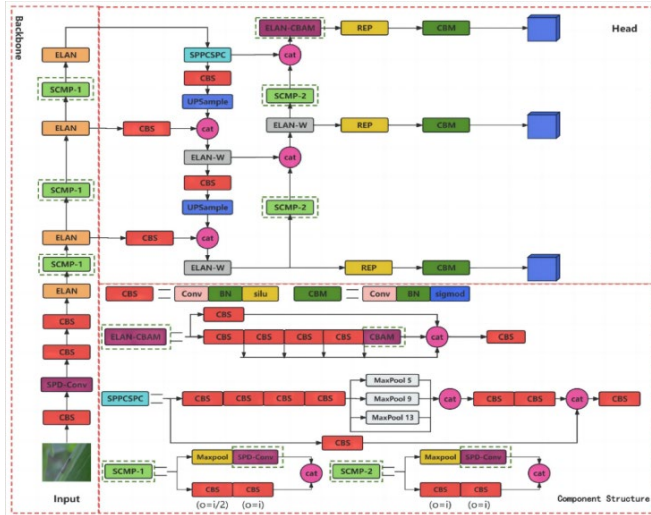 Backbone
Head
ELAN
SCMP-1
ELAN
SCMP-1
ELAN
SCMP-1
ELAN
CBS
CBS
SPD-Conv
CBS
Input
SPPCSPC
CBS
UPSample
CBS
cat
ELAN-W
CBS
UPSample
CBS
cat
ELAN-W
ELAN-CBAM
REP
CBM
cat
SCMP-2
ELAN-W
REP
CBM
cat
SCMP-2
REP
CBM
CBS
Conv BN silu
CBM
Conv BN sigmod
ELAN-CBAM
CBS
CBS CBS CBS CBS CBAM
cat
CBS
SPPCSPC
CBS CBS CBS CBS
MaxPool 5
MaxPool 9
MaxPool 13
cat
CBS CBS
cat
CBS
CBS
SCMP-1
Maxpool SPD-Conv
cat
CBS CBS
(o=i/2) (o=i)
SCMP-2
Maxpool SPD-Conv
cat
CBS CBS
(o=i) (o=i)
Component Structure